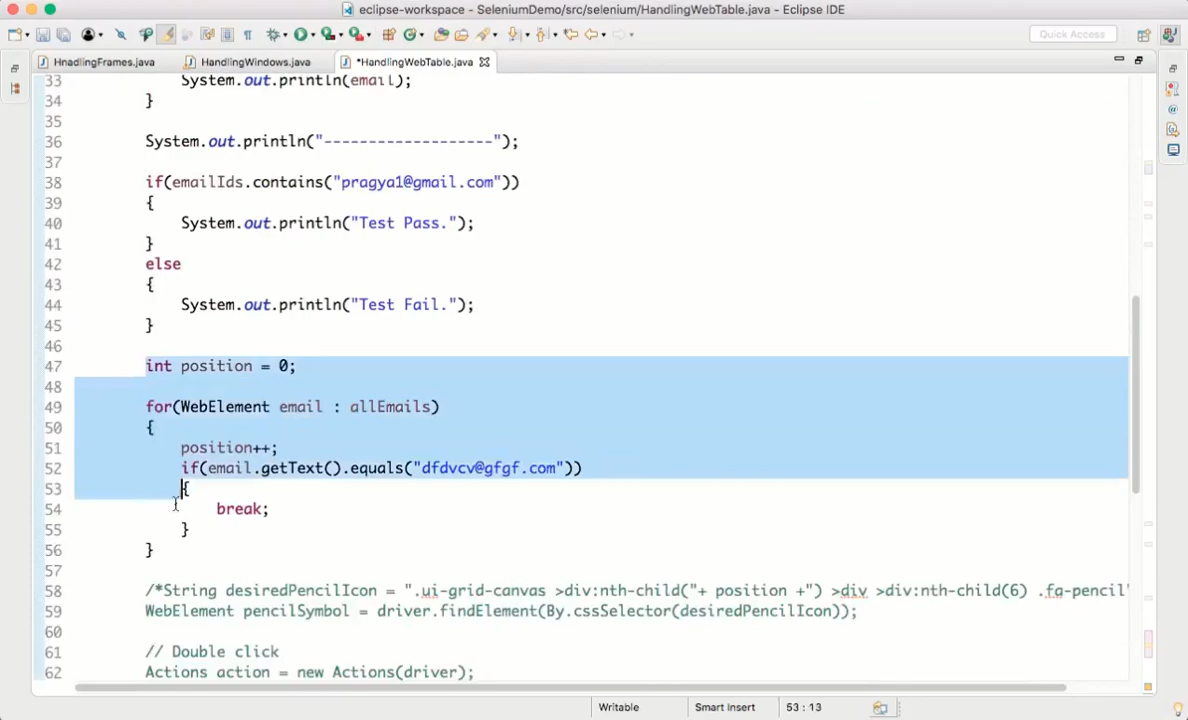 eclipse-workspace - SeleniumDemo/src/selenium/HandlingWebTable.java - Eclipse IDE
Quick Access
HnadlingFrames.java
HandlingWindows.java
*HandlingWebTable.java
33 System.out.println(email);
34 }
35
36 System.out.println("-------------------");
37
38 if(emailIds.contains("pragya1@gmail.com"))
39 {
40 System.out.println("Test Pass.");
41 }
42 else
43 {
44 System.out.println("Test Fail.");
45 }
46
47 int position = 0;
48
49 for(WebElement email : allEmails)
50 {
51 position++;
52 if(email.getText().equals("dfdvcv@gfgf.com"))
53 {
54 break;
55 }
56 }
57
58 /*String desiredPencilIcon = ".ui-grid-canvas >div:nth-child("+ position +") >div >div:nth-child(6) .fa-pencil"
59 WebElement pencilSymbol = driver.findElement(By.cssSelector(desiredPencilIcon));
60
61 // Double click
62 Actions action = new Actions(driver);
Writable
Smart Insert
53 : 13